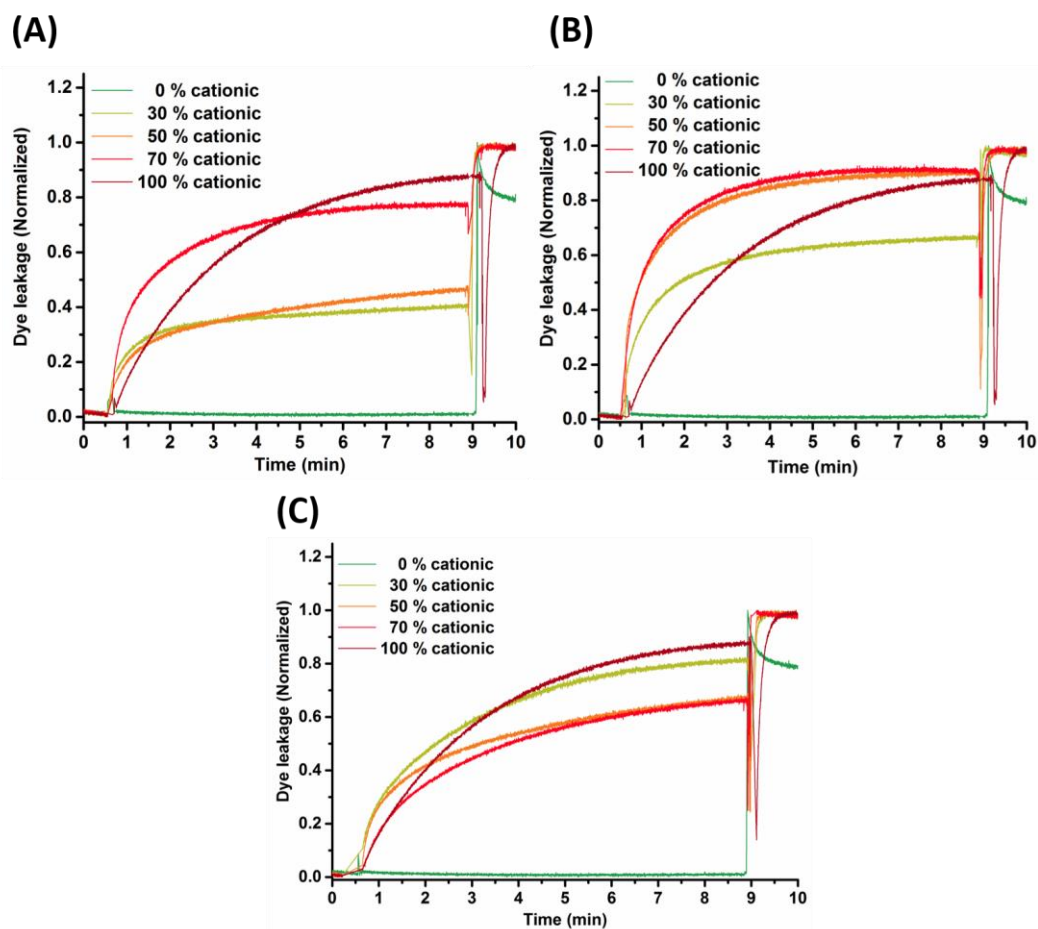 (A)
1.2
1.0
0.8
0.6
0.4
0.2
0.0
Dye leakage (Normalized)
0 % cationic
30 % cationic
50 % cationic
70 % cationic
100 % cationic
0 1 2 3 4 5 6 7 8 9 10
Time (min)
(B)
1.2
1.0
0.8
0.6
0.4
0.2
0.0
Dye leakage (Normalized)
0 % cationic
30 % cationic
50 % cationic
70 % cationic
100 % cationic
0 1 2 3 4 5 6 7 8 9 10
Time (min)
(C)
1.2
1.0
0.8
0.6
0.4
0.2
0.0
Dye leakage (Normalized)
0 % cationic
30 % cationic
50 % cationic
70 % cationic
100 % cationic
0 1 2 3 4 5 6 7 8 9 10
Time (min)